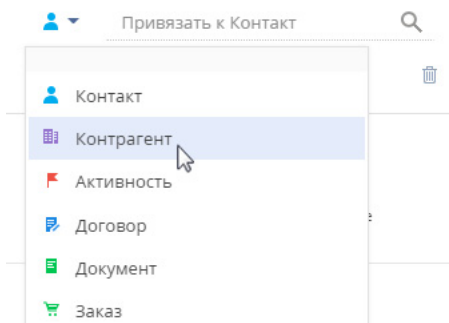 Привязать к Контакт
Контакт
Контрагент
Активность
Договор
е
Документ
Заказ